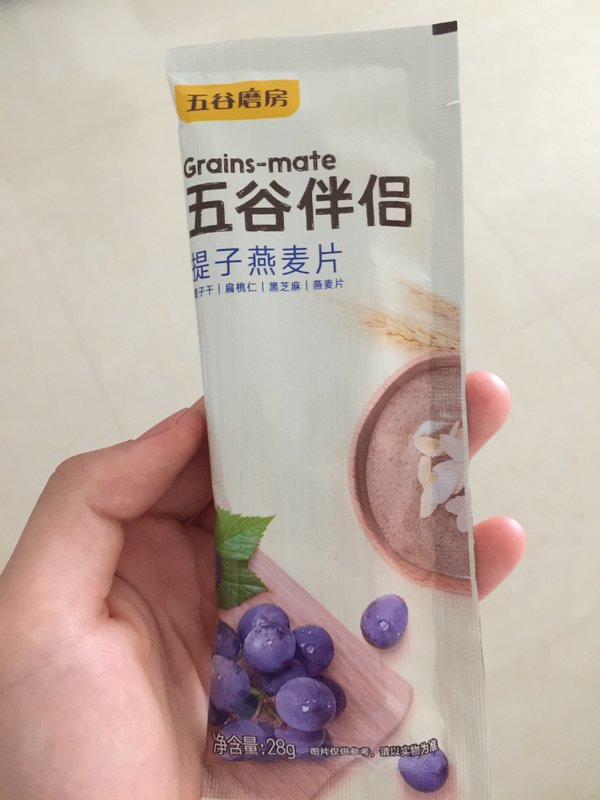 五谷磨房
Grains-mate
五谷伴侣
提子燕麦片
提子干 | 扁桃仁 | 黑芝麻 | 燕麦片
净含量:28g
图片仅供参考，请以实物为准